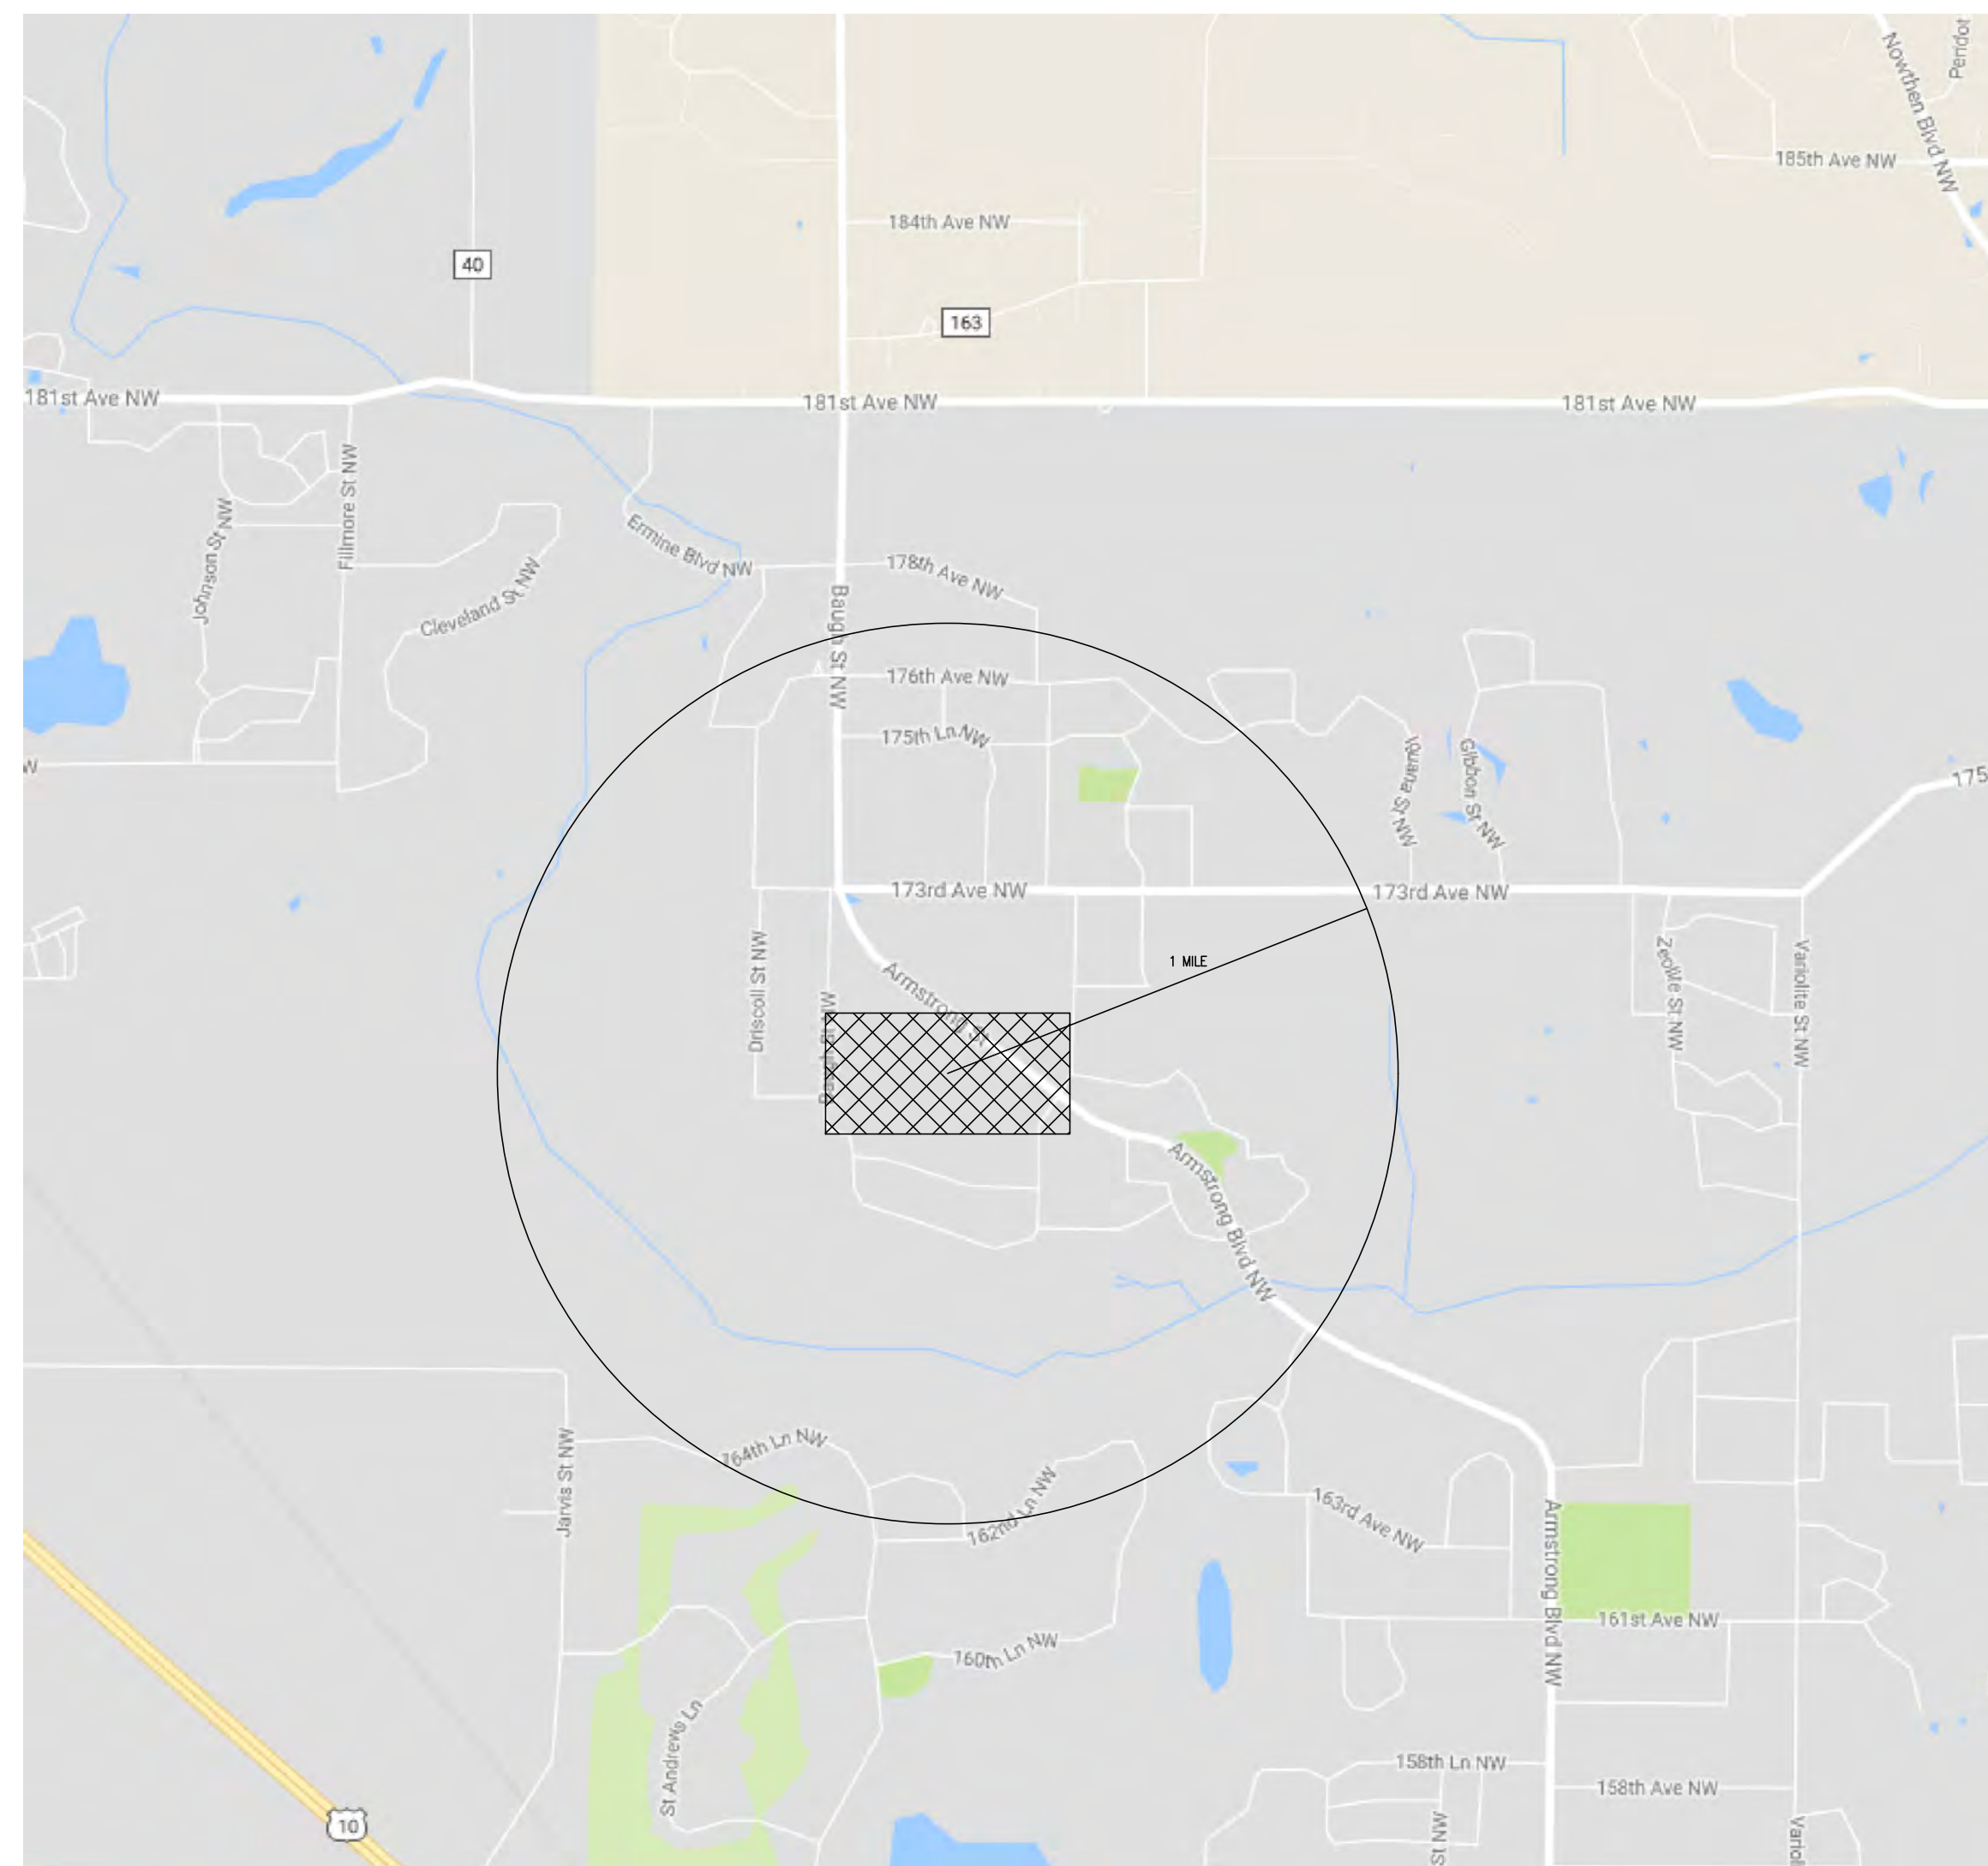 Nowthen Blvd NW
Peridot
185th Ave NW
184th Ave NW
40
163
181st Ave NW
181st Ave NW
181st Ave NW
Johnson St NW
Fillmore St NW
Cleveland St NW
Ermine Blvd NW
178th Ave NW
Baugh St NW
176th Ave NW
175th Ln NW
Gibbon St NW
175
W
173rd Ave NW
173rd Ave NW
Driscoll St NW
Armstrong St
1 MILE
Zeolite St NW
Variolite St NW
Armstrong Blvd NW
Jarvis St NW
164th Ln NW
162nd Ln NW
163rd Ave NW
Armstrong Blvd NW
161st Ave NW
160th Ln NW
St Andrews Ln
158th Ln NW
158th Ave NW
10
St NW
Variol